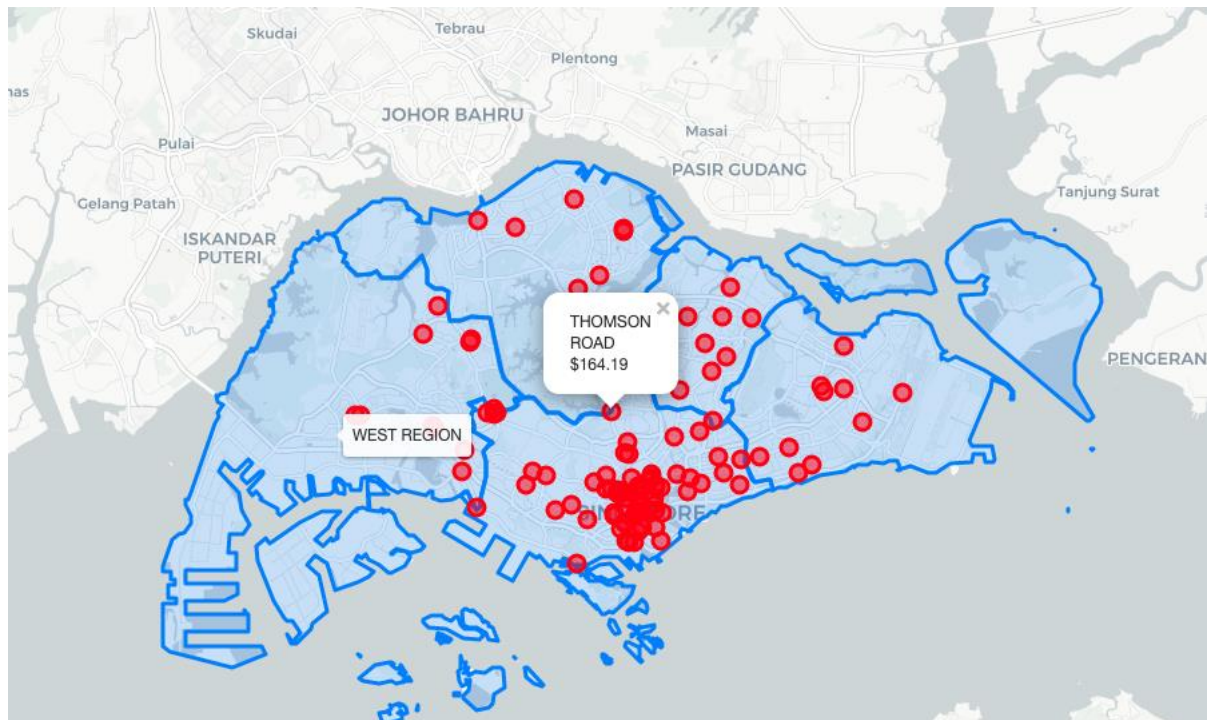 Skudai
Tebrau
Plentong
nas
JOHOR BAHRU
Masai
Pulai
PASIR GUDANG
Tanjung Surat
Gelang Patah
ISKANDAR
PUTERI
THOMSON
ROAD
$164.19
×
PENGERAN
WEST REGION